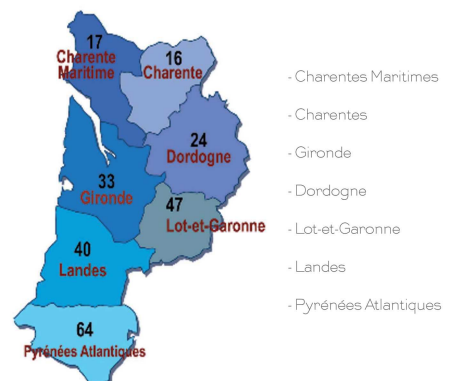 17
Charente
Maritime
16
Charente
24
Dordogne
33
Gironde
47
Lot-et-Garonne
40
Landes
64
Pyrénées Atlantiques
- Charentes Maritimes
- Charentes
- Gironde
- Dordogne
- Lot-et-Garonne
- Landes
- Pyrénées Atlantiques